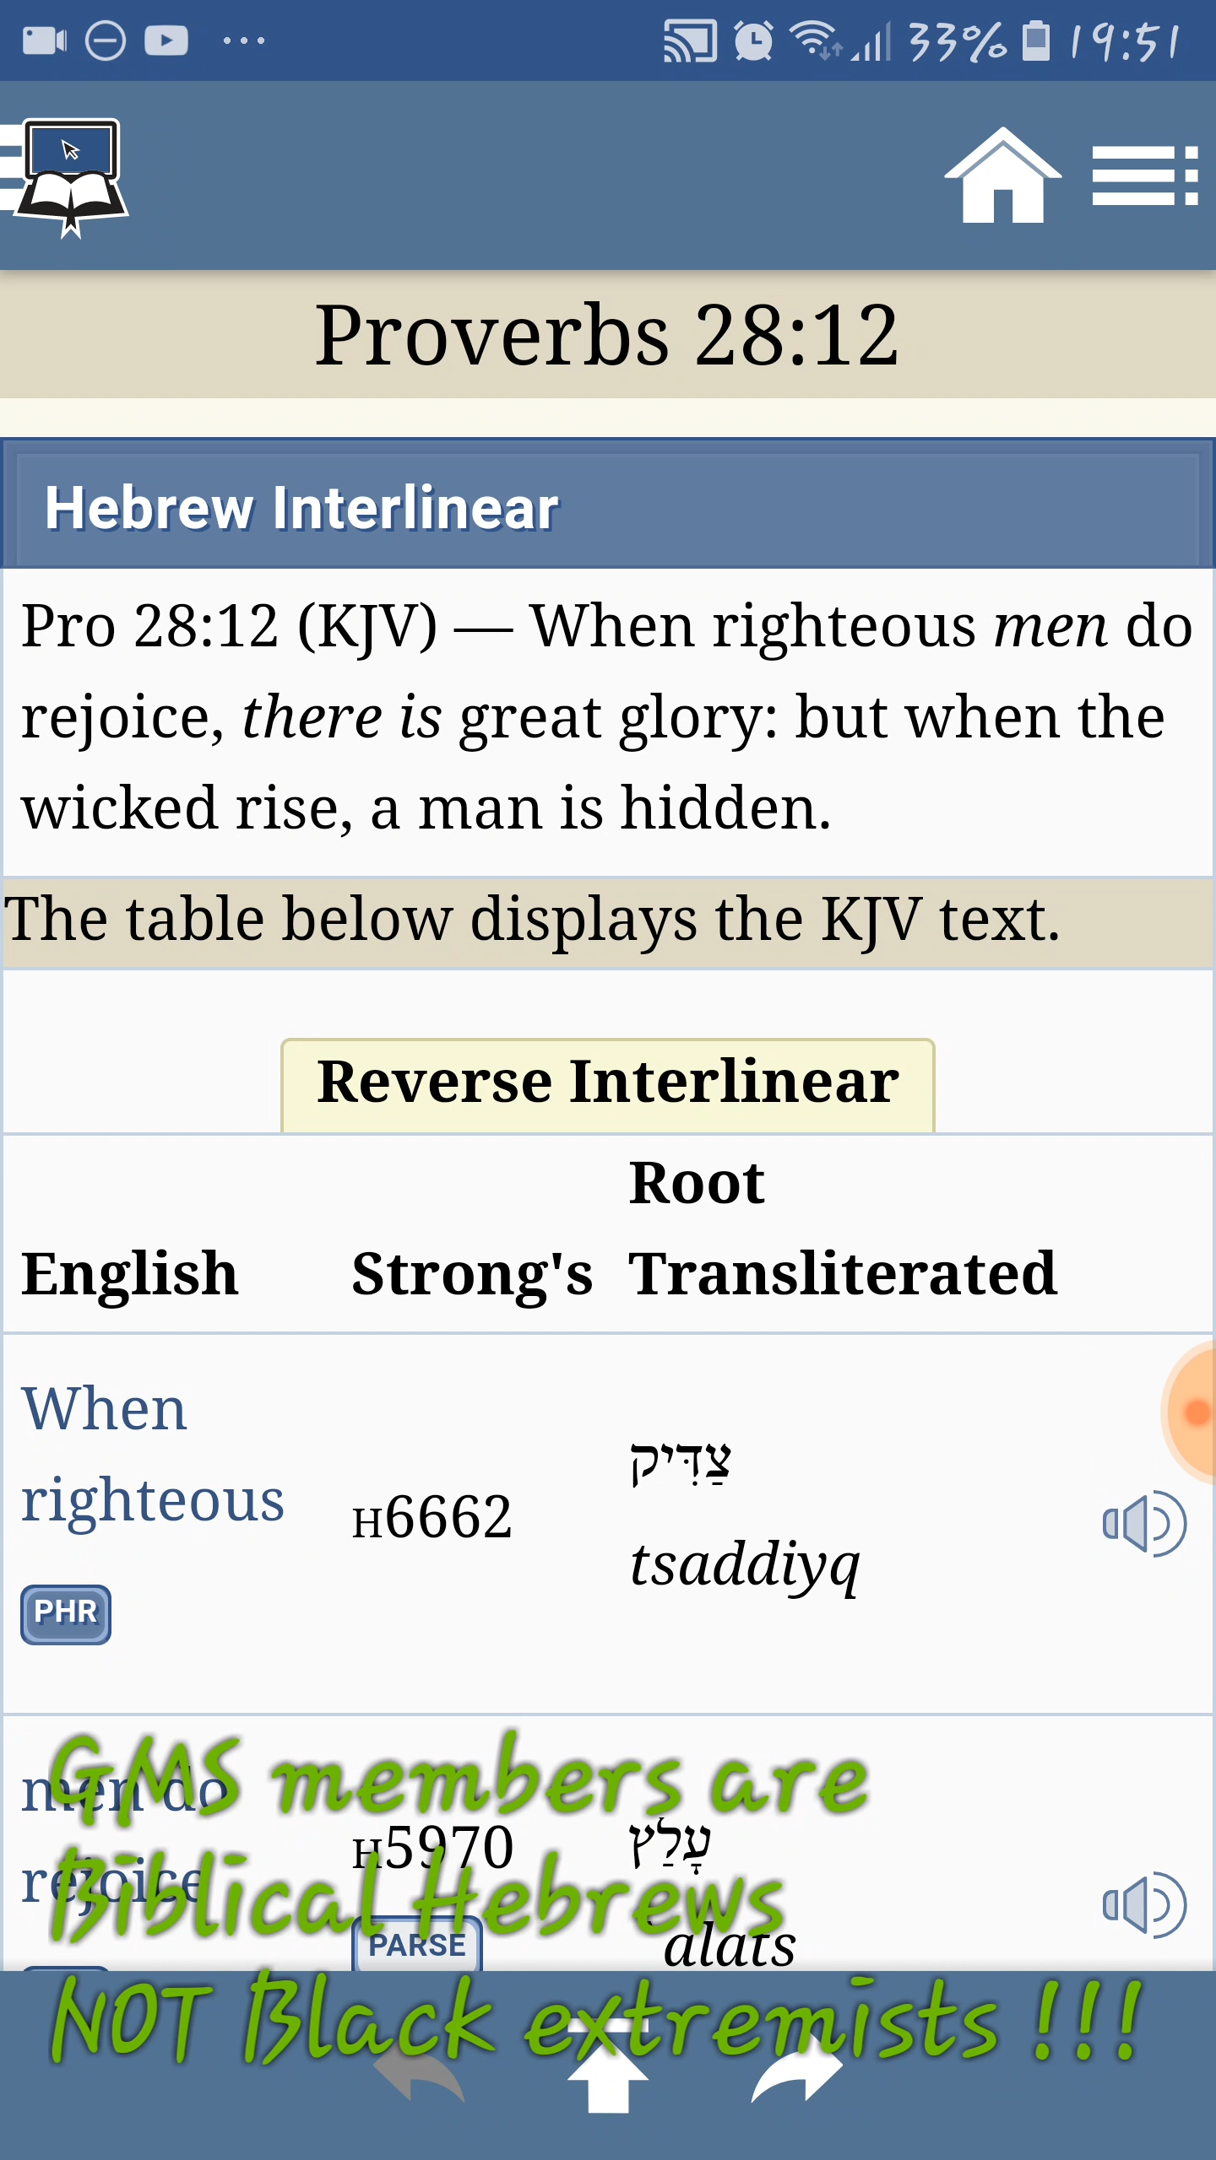 33% 19:51
Proverbs 28:12
Hebrew Interlinear
Pro 28:12 (KJV) — When righteous men do
rejoice, there is great glory: but when the
wicked rise, a man is hidden.
The table below displays the KJV text.
Reverse Interlinear
Root
English Strong's Transliterated
When
righteous
H6662
צַדִּיק
tsaddiyq
PHR
men do
rejoice
H5970
עָלַץ
PARSE
`alats
GMS members are
Biblical Hebrews
NOT Black extremists !!!